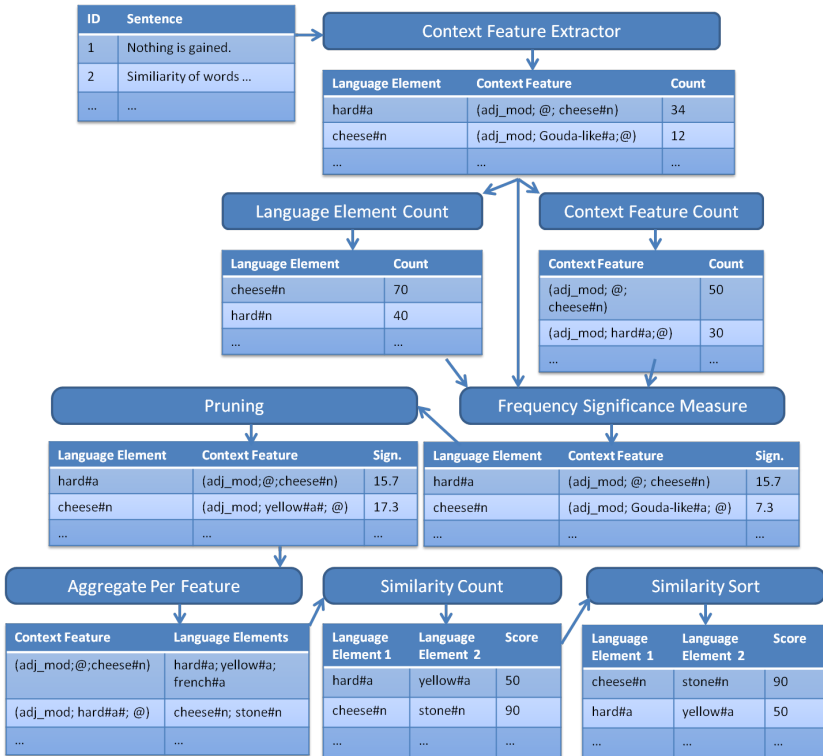 ID Sentence
1 Nothing is gained.
2 Similiarity of words ...
... ...
Context Feature Extractor
Language Element Context Feature Count
hard#a (adj_mod; @; cheese#n) 34
cheese#n (adj_mod; Gouda-like#a;@) 12
... ... ...
Language Element Count
Language Element Count
cheese#n 70
hard#n 40
... ...
Context Feature Count
Context Feature Count
(adj_mod; @; 50
cheese#n)
(adj_mod; hard#a;@) 30
... ...
Pruning
Language Element Context Feature Sign.
hard#a (adj_mod;@;cheese#n) 15.7
cheese#n (adj_mod; yellow#a#; @) 17.3
... ... ...
Frequency Significance Measure
Language Element Context Feature Sign.
hard#a (adj_mod; @; cheese#n) 15.7
cheese#n (adj_mod; Gouda-like#a; @) 7.3
... ... ...
Aggregate Per Feature
Context Feature Language Elements
(adj_mod;@;cheese#n) hard#a; yellow#a;
french#a
(adj_mod; hard#a#; @) cheese#n; stone#n
... ...
Similarity Count
Language Language Score
Element 1 Element 2
hard#a yellow#a 50
cheese#n stone#n 90
... ... ...
Similarity Sort
Language Language Score
Element 1 Element 2
cheese#n stone#n 90
hard#a yellow#a 50
... ... ...